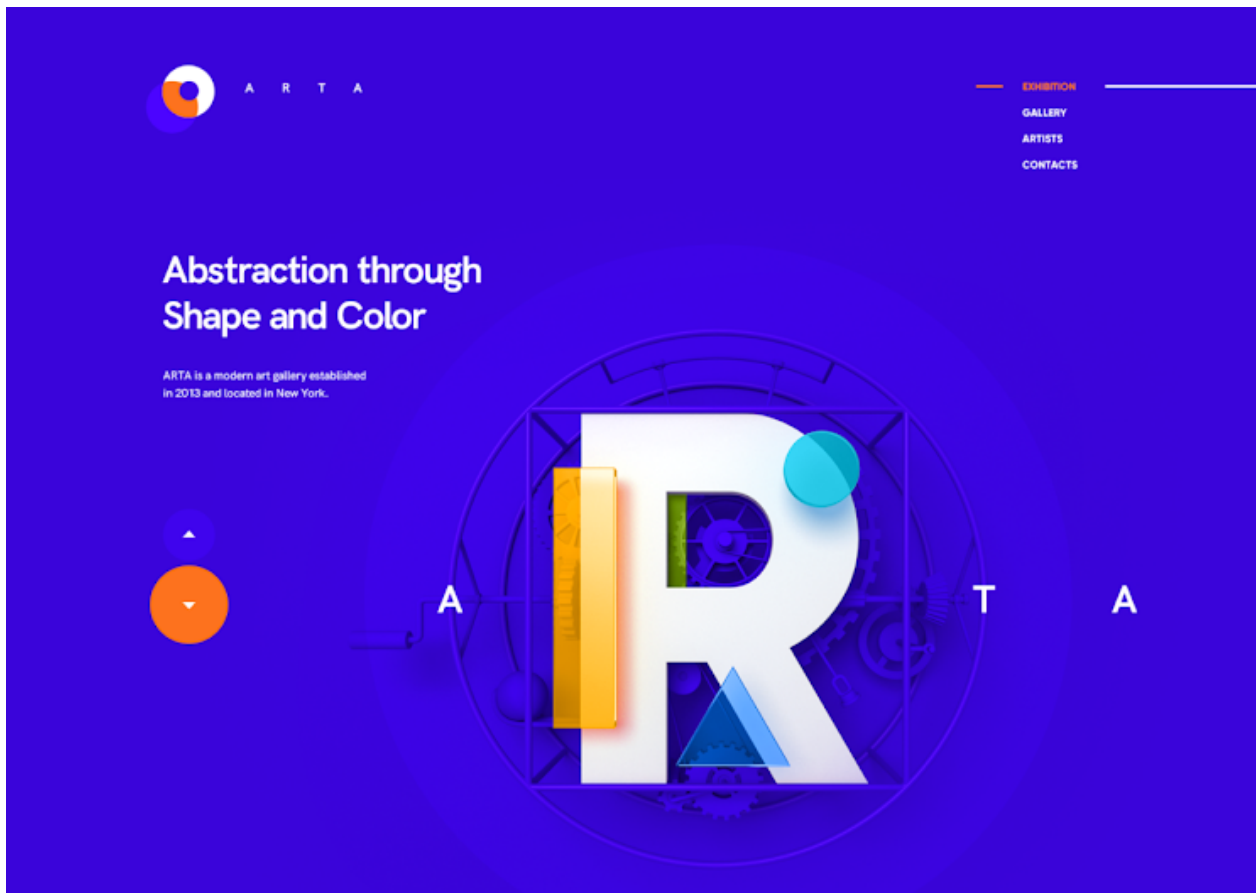 A R T A
EXHIBITION
GALLERY
ARTISTS
CONTACTS
Abstraction through
Shape and Color
ARTA is a modern art gallery established
in 2013 and located in New York.
A R T A